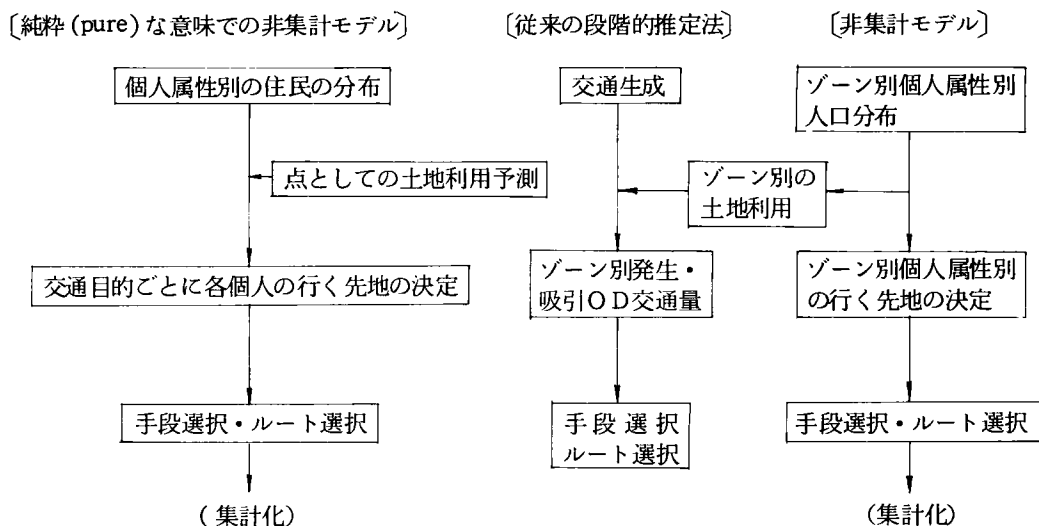 〔純粋(pure)な意味での非集計モデル〕
個人属性別の住民の分布
点としての土地利用予測
交通目的ごとに各個人の行く先地の決定
手段選択・ルート選択
(集計化)
〔従来の段階的推定法〕
交通生成
ゾーン別の
土地利用
ゾーン別発生・
吸引OD交通量
手段選択
ルート選択
〔非集計モデル〕
ゾーン別個人属性別
人口分布
ゾーン別個人属性別
の行く先地の決定
手段選択・ルート選択
(集計化)